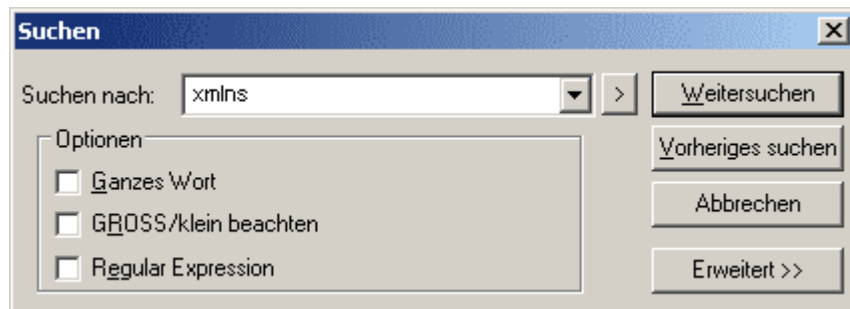 Suchen
Suchen nach: xmlns > Weitersuchen
Optionen
Vorheriges suchen
Ganzes Wort
Abbrechen
GROSS/klein beachten
Regular Expression
Erweitert >>